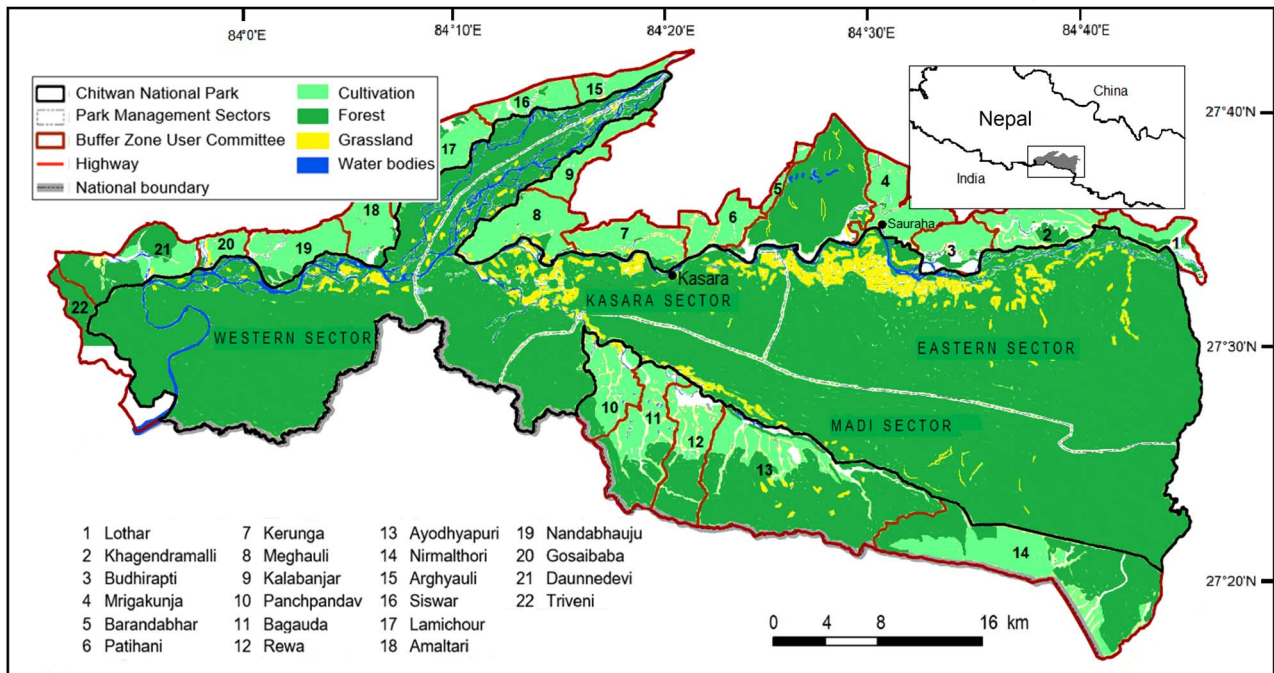 84°0'E
84°10'E
84°20'E
84°30'E
84°40'E
Chitwan National Park
Park Management Sectors
Buffer Zone User Committee
Highway
National boundary
Cultivation
Forest
Grassland
Water bodies
China
Nepal
India
27°40'N
27°30'N
27°20'N
16
15
17
9
18
8
7
6
5
4
Sauraha
3
2
1
21
20
19
22
Kasara
WESTERN SECTOR
KASARA SECTOR
EASTERN SECTOR
MADI SECTOR
10
11
12
13
14
1 Lothar
2 Khagendramalli
3 Budhirapti
4 Mrigakunja
5 Barandabhar
6 Patihani
7 Kerunga
8 Meghauli
9 Kalabanjar
10 Panchpandav
11 Bagauda
12 Rewa
13 Ayodhyapuri
14 Nirmalthori
15 Arghyauli
16 Siswar
17 Lamichour
18 Amaltari
19 Nandabhauju
20 Gosaibaba
21 Daunnedevi
22 Triveni
0 4 8 16 km